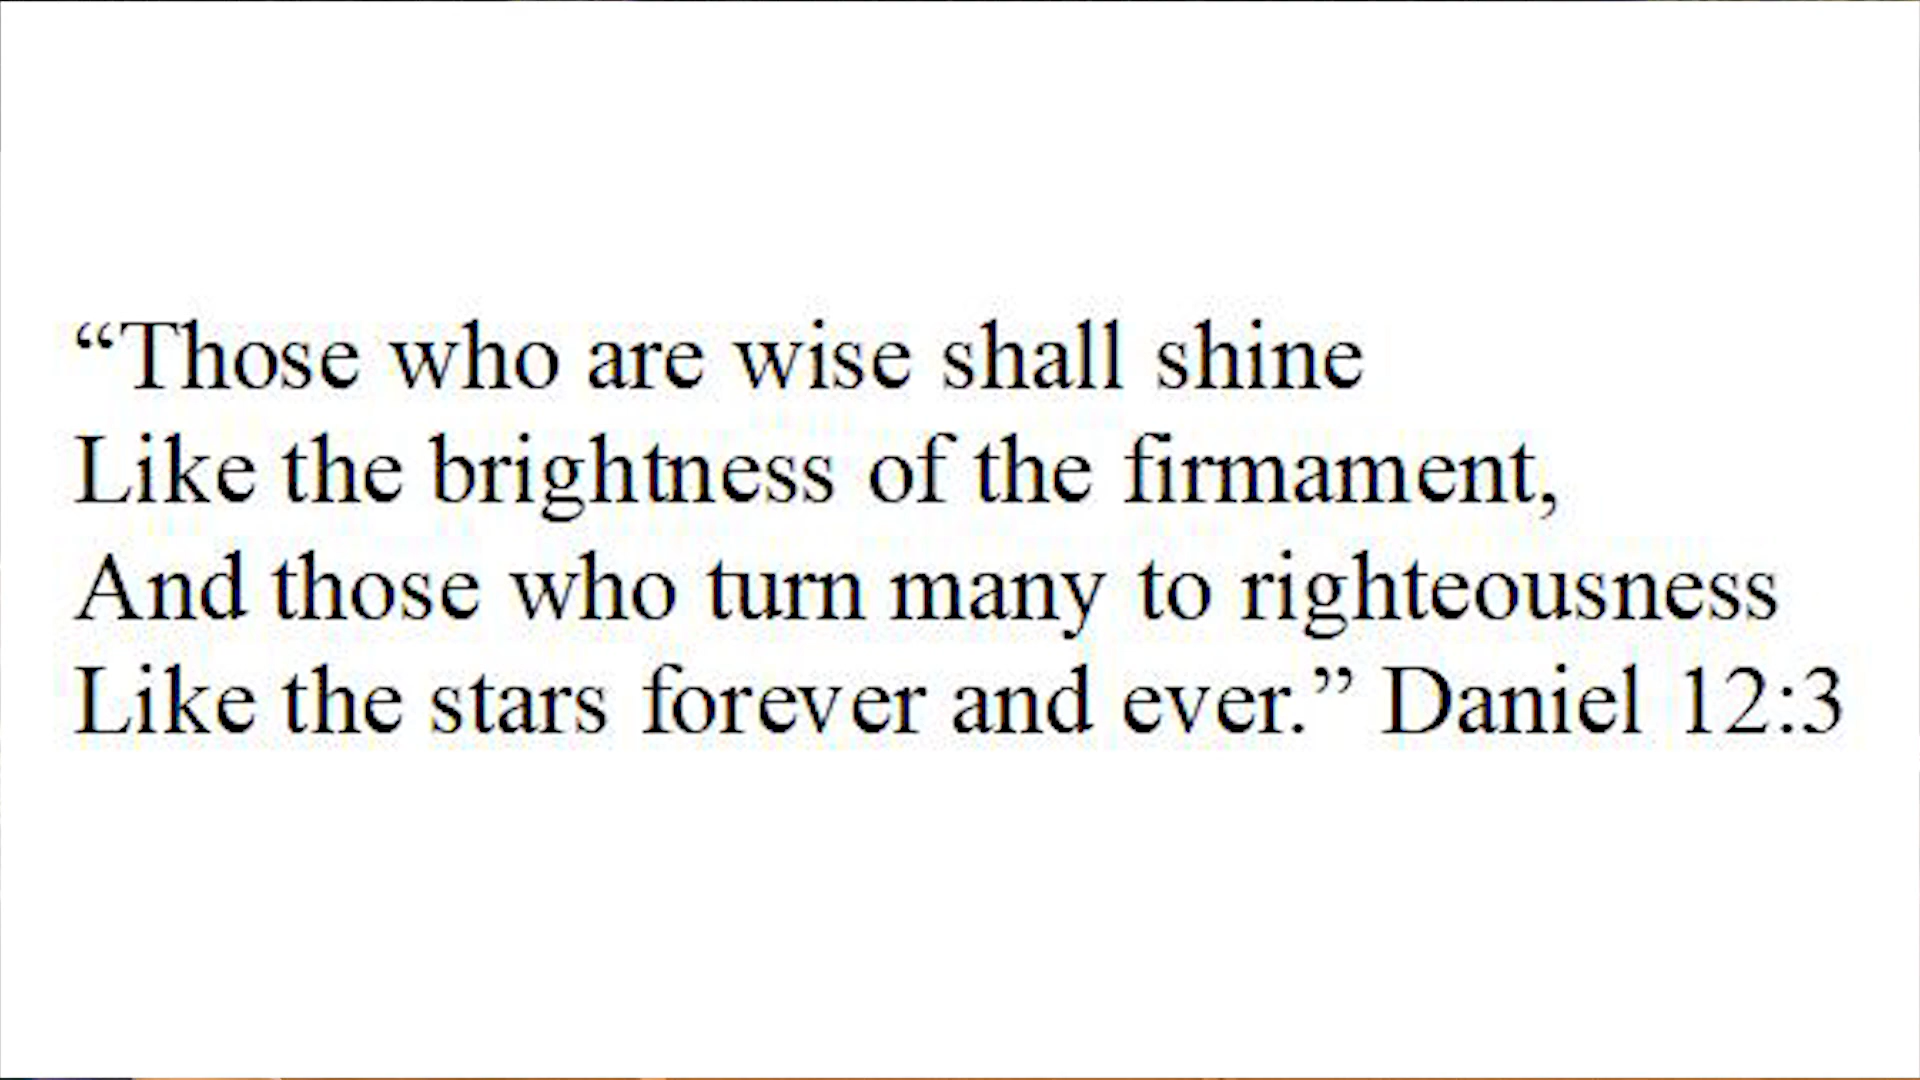 “Those who are wise shall shine
Like the brightness of the firmament,
And those who turn many to righteousness
Like the stars forever and ever.” Daniel 12:3